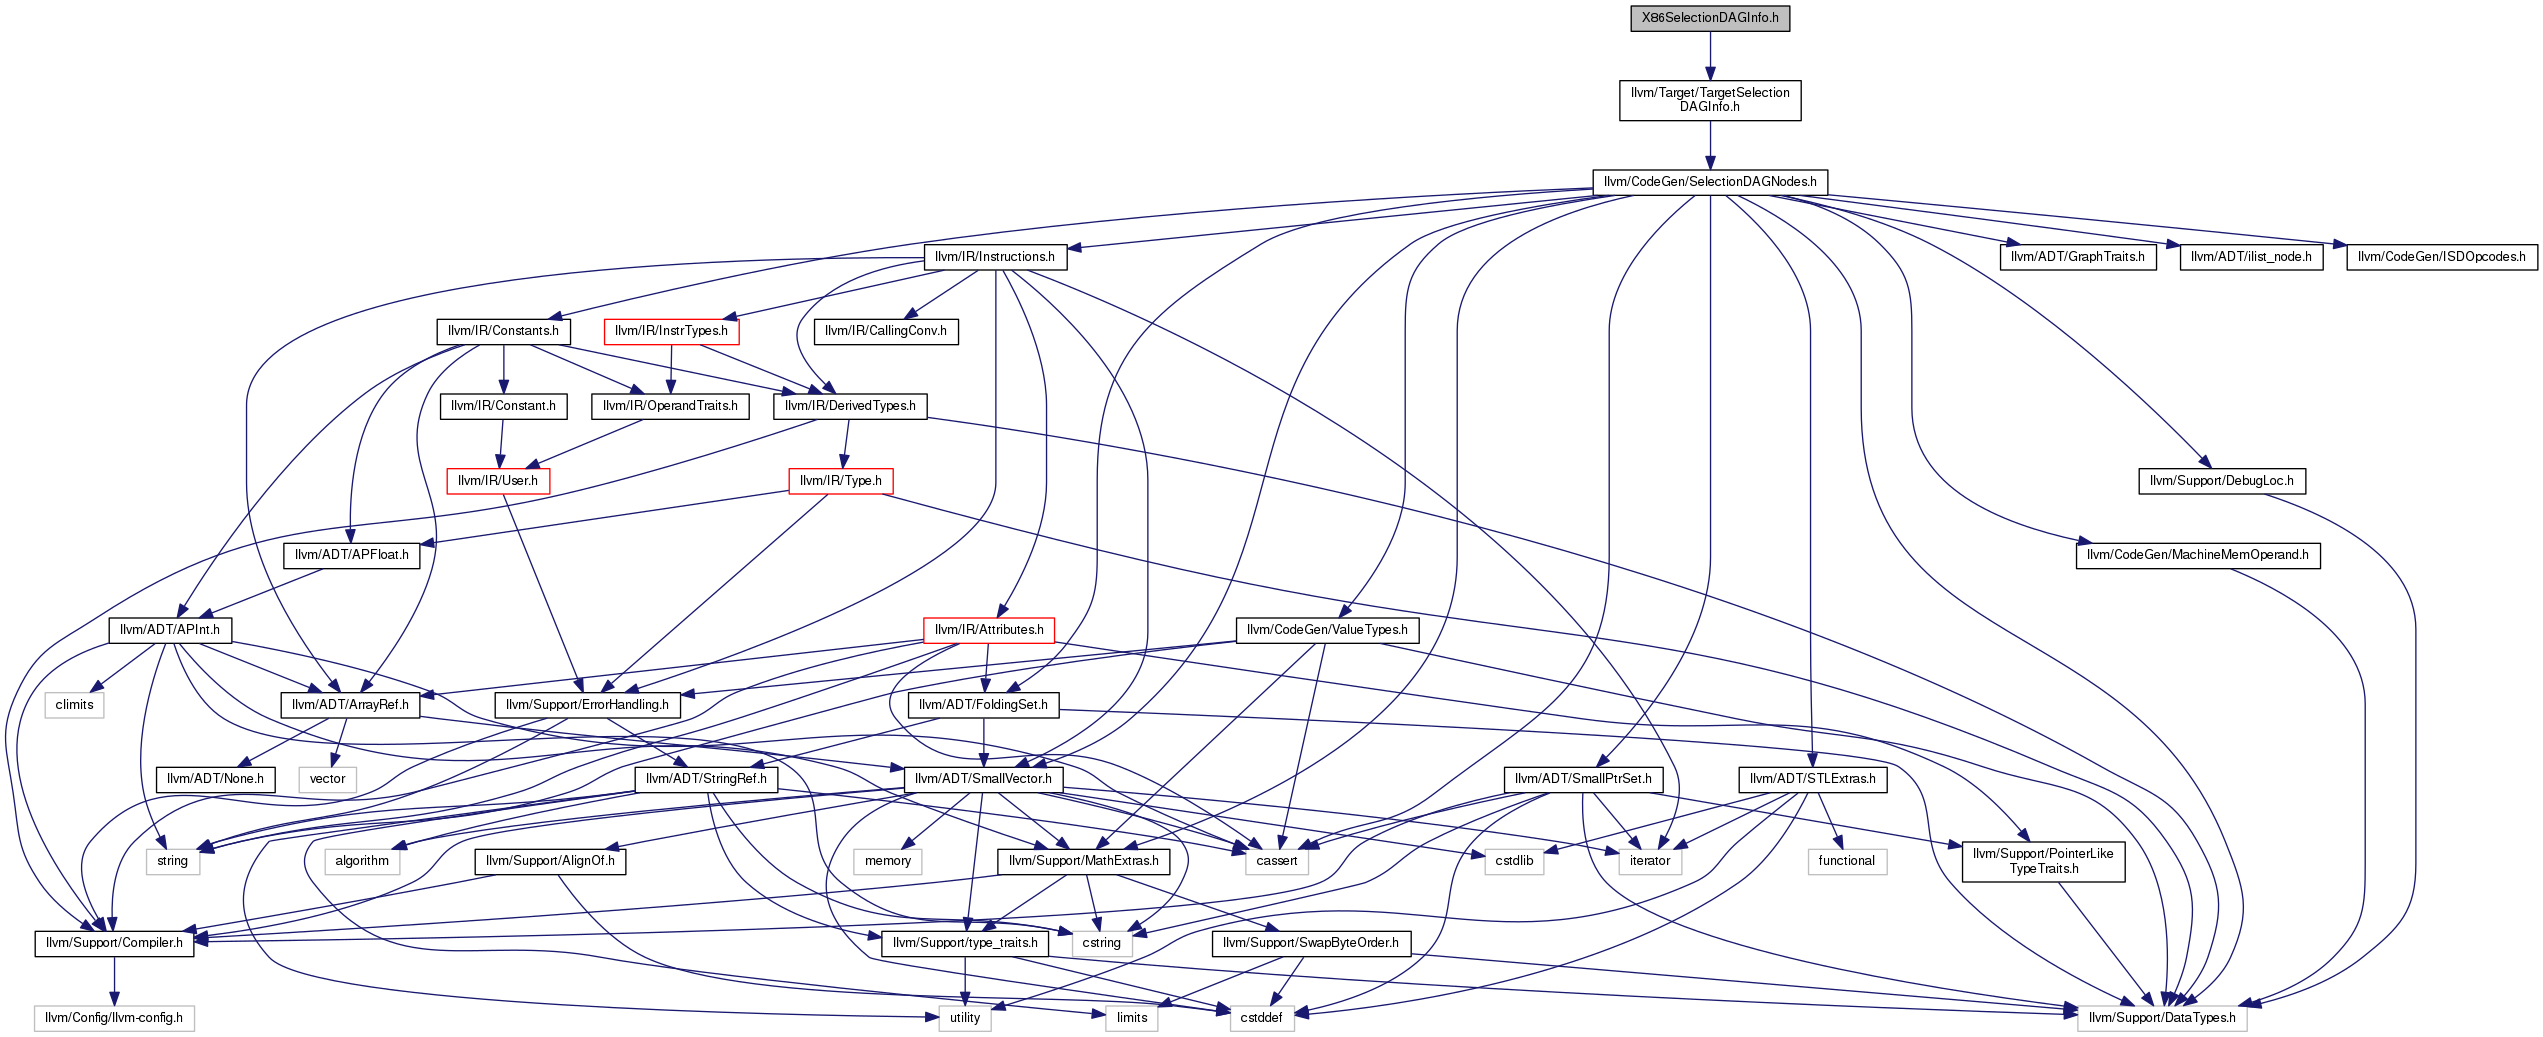 X86SelectionDAGInfo.h
llvm/Target/TargetSelection
DAGInfo.h
llvm/CodeGen/SelectionDAGNodes.h
llvm/IR/Instructions.h
llvm/ADT/GraphTraits.h
llvm/ADT/ilist_node.h
llvm/CodeGen/ISDOpcodes.h
llvm/IR/Constants.h
llvm/IR/InstrTypes.h
llvm/IR/CallingConv.h
llvm/IR/Constant.h
llvm/IR/OperandTraits.h
llvm/IR/DerivedTypes.h
llvm/IR/User.h
llvm/IR/Type.h
llvm/Support/DebugLoc.h
llvm/ADT/APFloat.h
llvm/CodeGen/MachineMemOperand.h
llvm/ADT/APInt.h
llvm/IR/Attributes.h
llvm/CodeGen/ValueTypes.h
climits
llvm/ADT/ArrayRef.h
llvm/Support/ErrorHandling.h
llvm/ADT/FoldingSet.h
llvm/ADT/None.h
vector
llvm/ADT/StringRef.h
llvm/ADT/SmallVector.h
llvm/ADT/SmallPtrSet.h
llvm/ADT/STLExtras.h
string
algorithm
llvm/Support/AlignOf.h
memory
llvm/Support/MathExtras.h
cassert
cstdlib
iterator
functional
llvm/Support/PointerLike
TypeTraits.h
llvm/Support/Compiler.h
llvm/Support/type_traits.h
cstring
llvm/Support/SwapByteOrder.h
llvm/Config/llvm-config.h
utility
limits
cstddef
llvm/Support/DataTypes.h